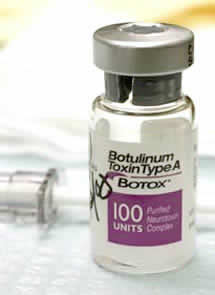 Botulinum
Toxin Type A
BOTOX®
100
UNITS
Purified
Neurotoxin
Complex